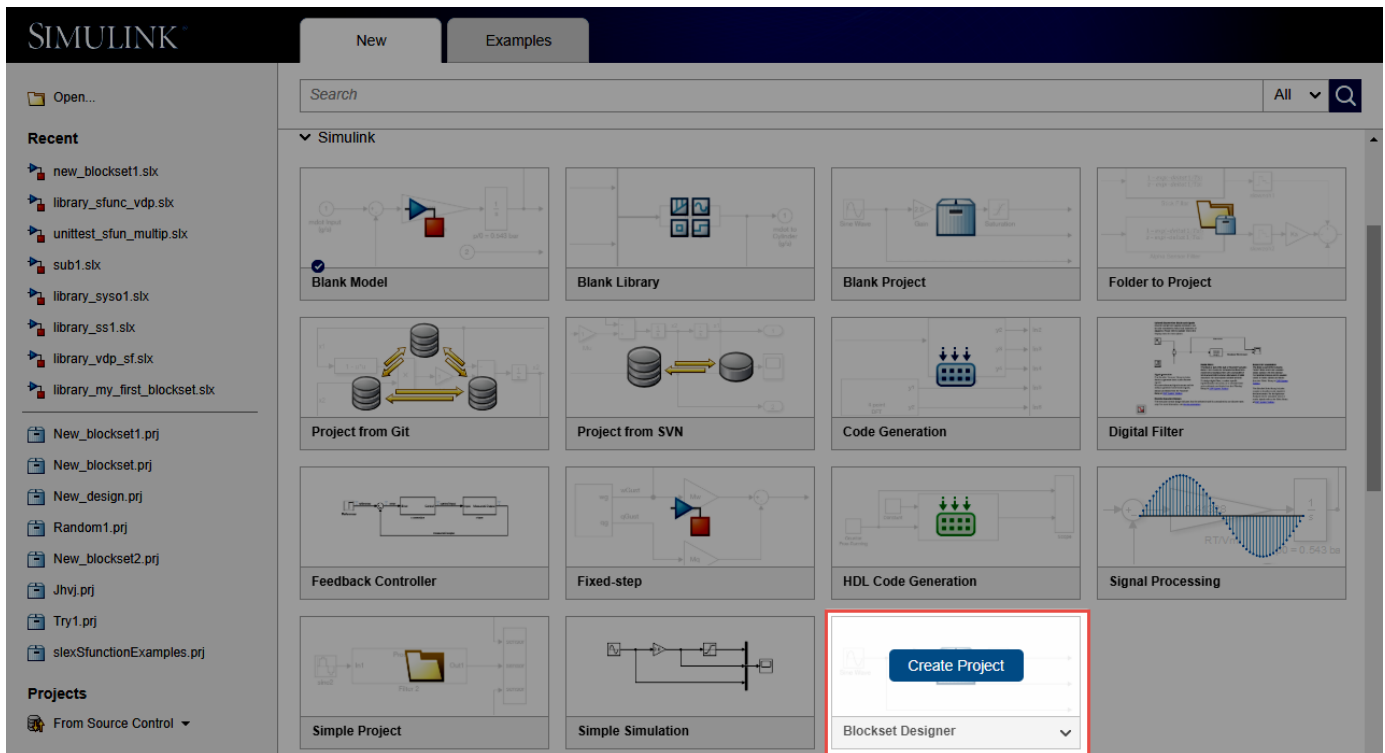 SIMULINK
New
Examples
Open...
Search
All
Recent
new_blockset1.slx
library_sfunc_vdp.slx
unittest_sfun_multip.slx
sub1.slx
library_syso1.slx
library_ss1.slx
library_vdp_sf.slx
library_my_first_blockset.slx
New_blockset1.prj
New_blockset.prj
New_design.prj
Random1.prj
New_blockset2.prj
Jhvj.prj
Try1.prj
slexSfunctionExamples.prj
Projects
From Source Control
Simulink
Blank Model
Blank Library
Blank Project
Folder to Project
Project from Git
Project from SVN
Code Generation
Digital Filter
Feedback Controller
Fixed-step
HDL Code Generation
Signal Processing
Simple Project
Simple Simulation
Create Project
Blockset Designer